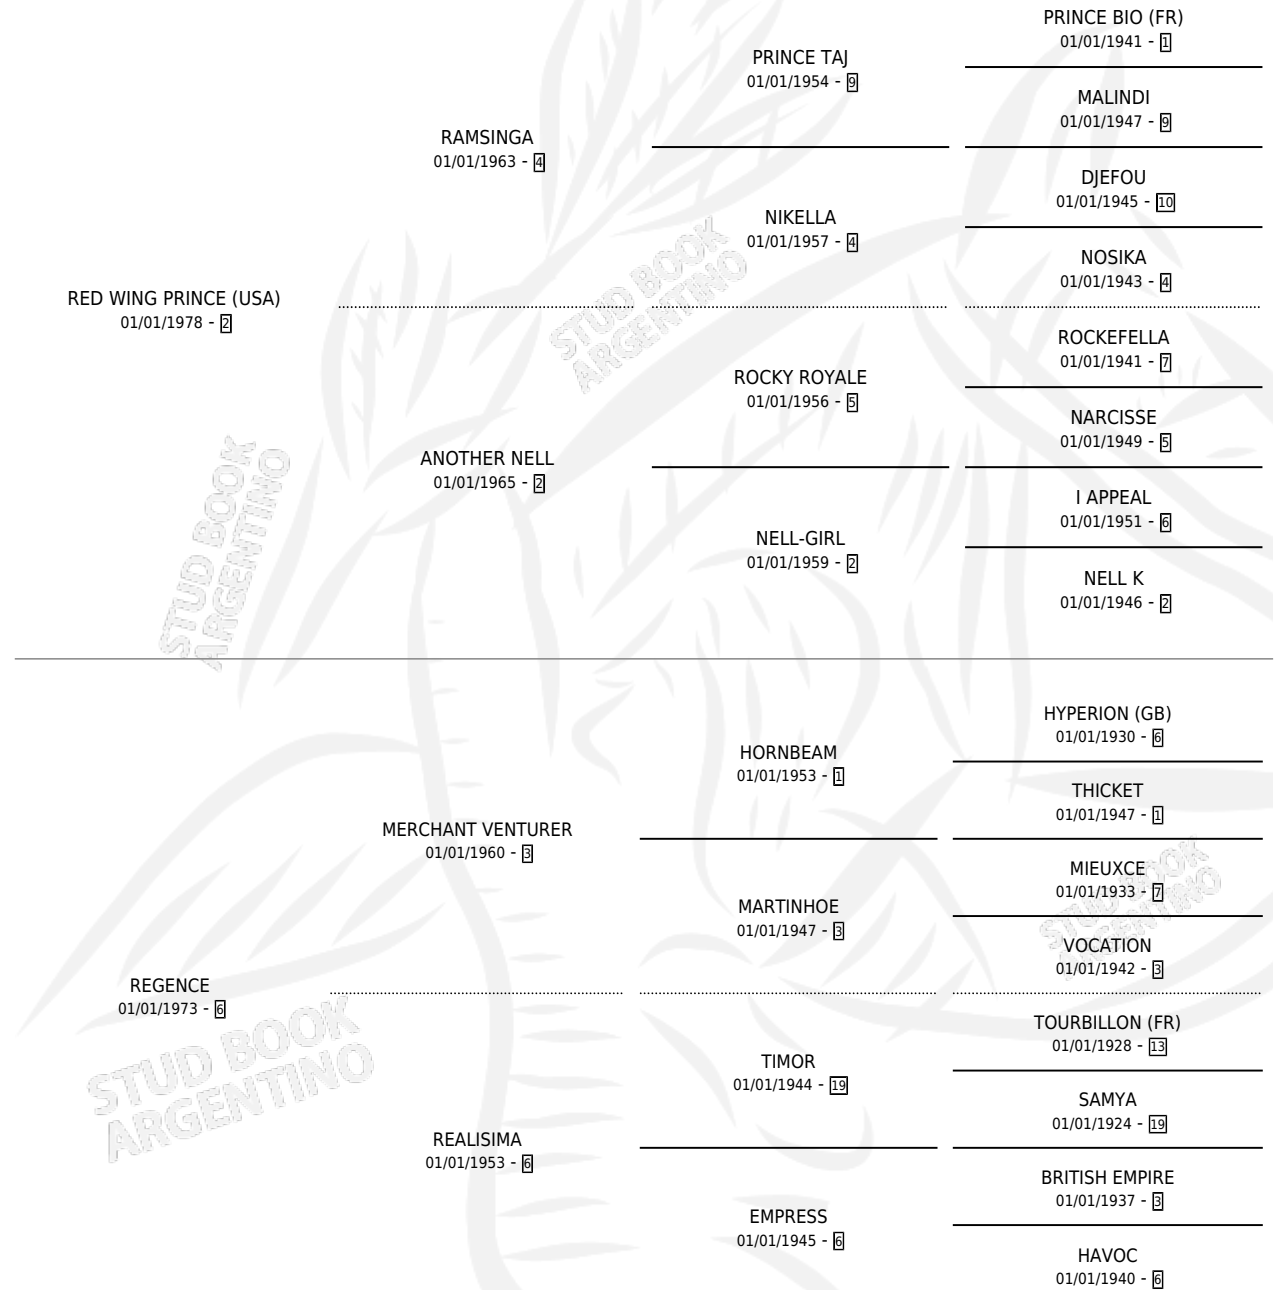 PRINCE BIO (FR)
01/01/1941 - 1
PRINCE TAJ
01/01/1954 - 9
MALINDI
01/01/1947 - 9
RAMSINGA
01/01/1963 - 4
DJEFOU
01/01/1945 - 10
NIKELLA
01/01/1957 - 4
NOSIKA
01/01/1943 - 4
RED WING PRINCE (USA)
01/01/1978 - 2
ROCKEFELLA
01/01/1941 - 7
ROCKY ROYALE
01/01/1956 - 5
NARCISSE
01/01/1949 - 5
ANOTHER NELL
01/01/1965 - 2
I APPEAL
01/01/1951 - 6
NELL-GIRL
01/01/1959 - 2
NELL K
01/01/1946 - 2
HYPERION (GB)
01/01/1930 - 6
HORNBEAM
01/01/1953 - 1
THICKET
01/01/1947 - 1
MERCHANT VENTURER
01/01/1960 - 3
MIEUXCE
01/01/1933 - 7
MARTINHOE
01/01/1947 - 3
VOCATION
01/01/1942 - 3
REGENCE
01/01/1973 - 6
TOURBILLON (FR)
01/01/1928 - 13
TIMOR
01/01/1944 - 19
SAMYA
01/01/1924 - 19
REALISIMA
01/01/1953 - 6
BRITISH EMPIRE
01/01/1937 - 3
EMPRESS
01/01/1945 - 6
HAVOC
01/01/1940 - 6
STUD BOOK
ARGENTINO
STUD BOOK
ARGENTINO
STUD BOOK
ARGENTINO
STUD BOOK
ARGENTINO